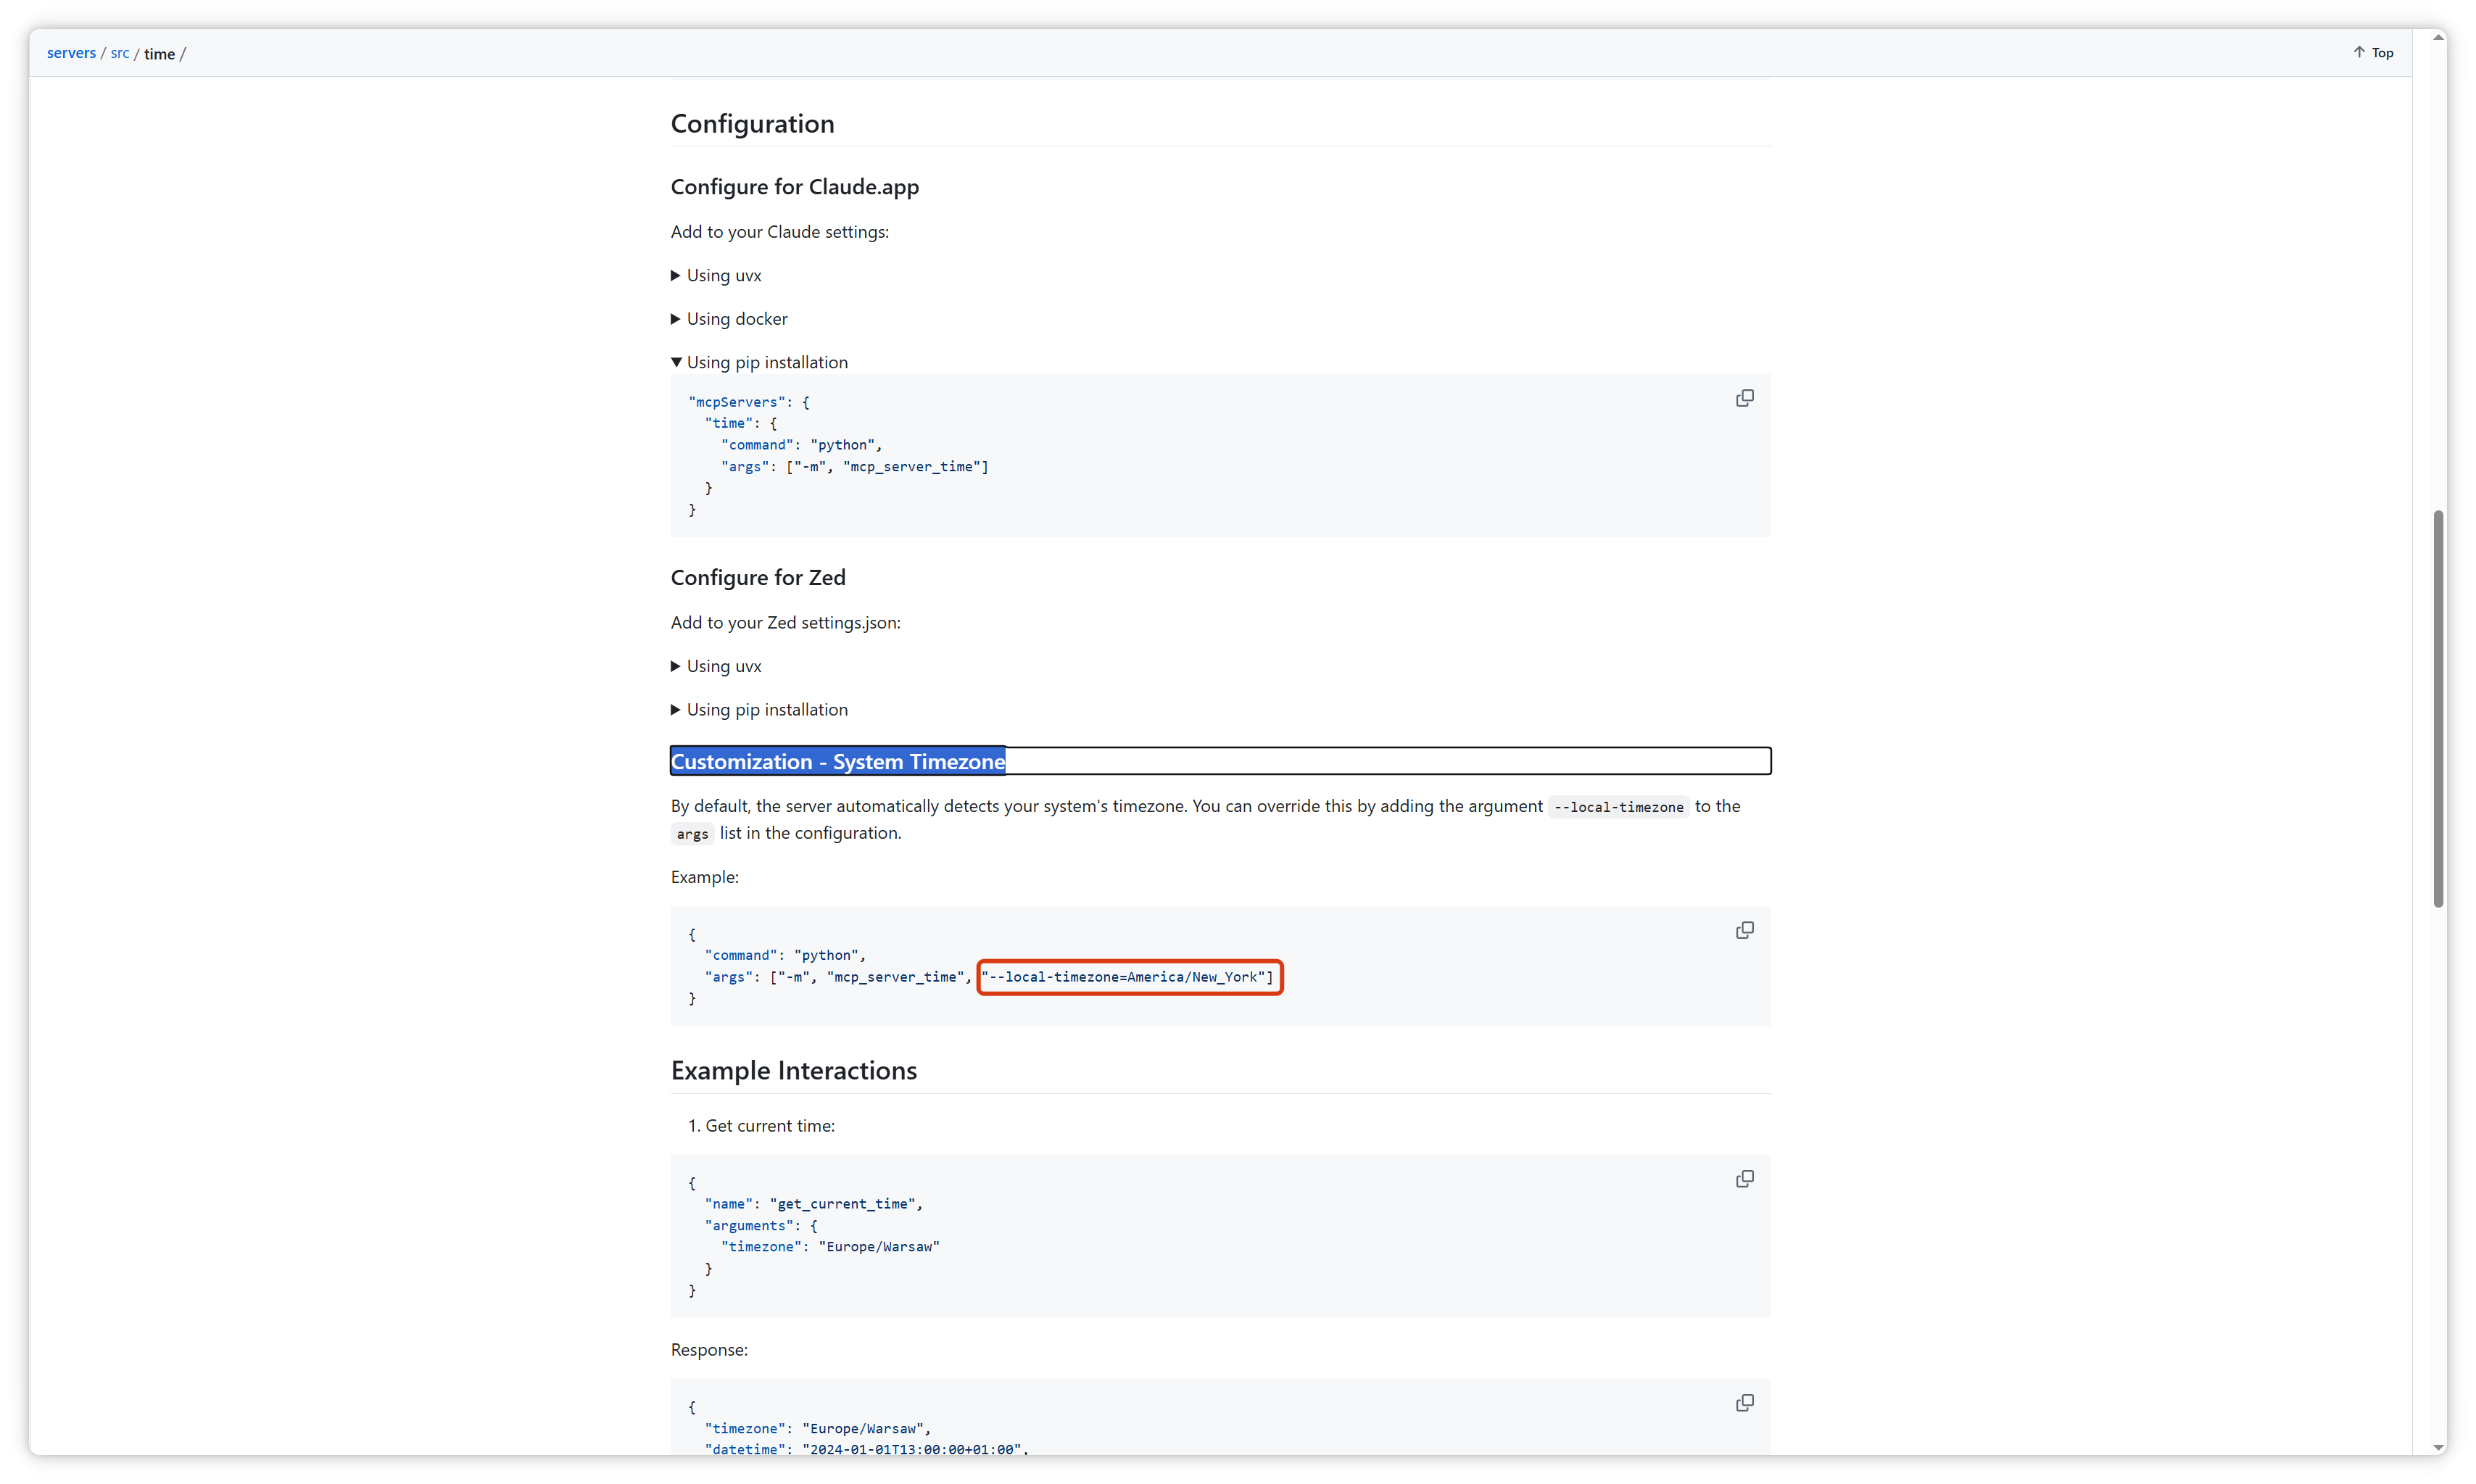 servers / src / time /
Top
Configuration
Configure for Claude.app
Add to your Claude settings:
Using uvx
Using docker
Using pip installation
"mcpServers": {
  "time": {
    "command": "python",
    "args": ["-m", "mcp_server_time"]
  }
}
Configure for Zed
Add to your Zed settings.json:
Using uvx
Using pip installation
Customization - System Timezone
By default, the server automatically detects your system's timezone. You can override this by adding the argument --local-timezone to the
args list in the configuration.
Example:
{
  "command": "python",
  "args": ["-m", "mcp_server_time", "--local-timezone=America/New_York"]
}
Example Interactions
1. Get current time:
{
  "name": "get_current_time",
  "arguments": {
    "timezone": "Europe/Warsaw"
  }
}
Response:
{
  "timezone": "Europe/Warsaw",
  "datetime": "2024-01-01T13:00:00+01:00",